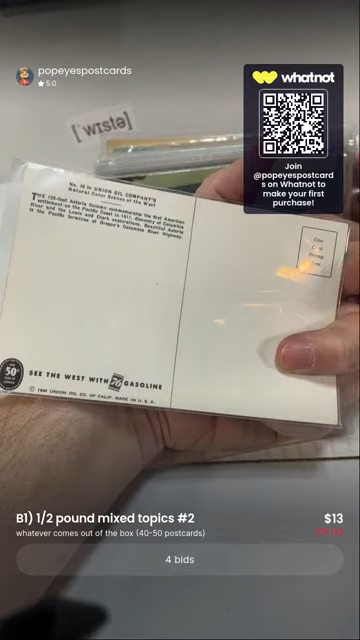 popeyespostcards
★ 5.0
whatnot
Join
@popeyespostcard
s on Whatnot to
make your first
purchase!
['wɪstə]
No. 18 in UNION OIL COMPANY'S
Natural Color Scenes of the West
THE 125-foot Astoria Column commemorates the first American
settlement on the Pacific Coast in 1811, discovery of Columbia
River and the Lewis and Clark explorations. Beautiful Astoria
is the Pacific terminus of Oregon's Columbia River Highway.
One
Cent
Stamp
Here
50
SEE THE WEST WITH 76 GASOLINE
© 1940 UNION OIL CO. OF CALIF. MADE IN U.S.A.
B1) 1/2 pound mixed topics #2
$13
whatever comes out of the box (40-50 postcards)
4 bids